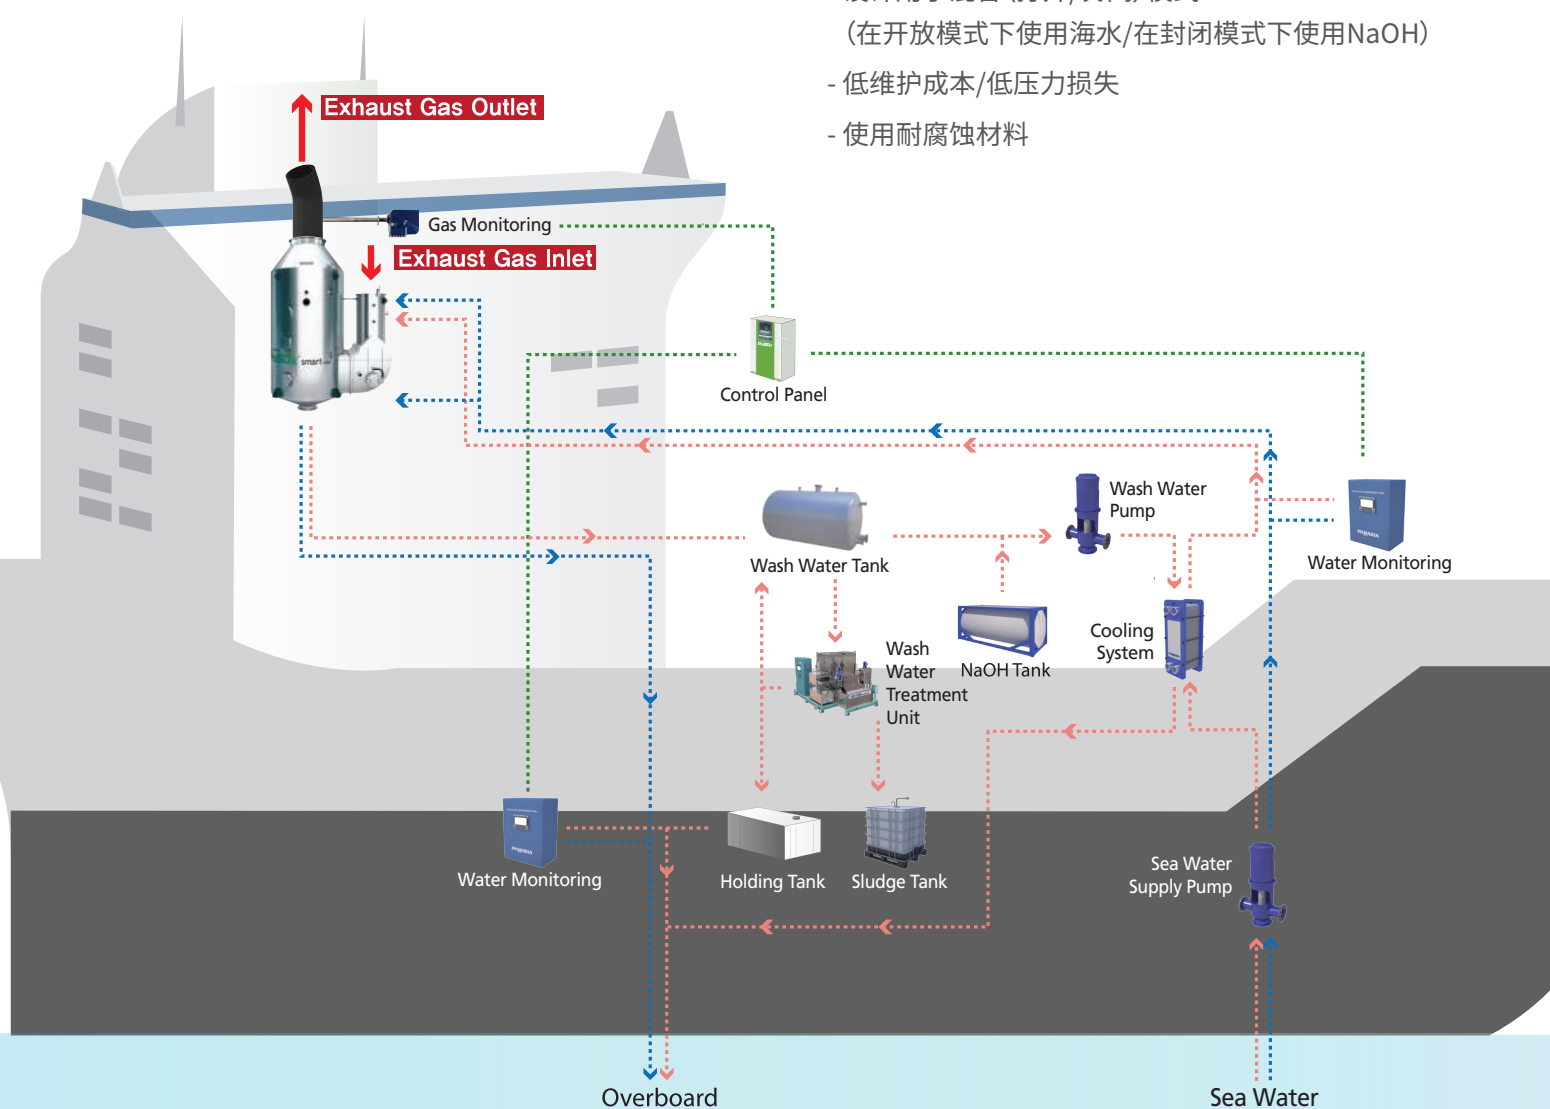 （在开放模式下使用海水/在封闭模式下使用NaOH）
- 低维护成本/低压力损失
- 使用耐腐蚀材料
Exhaust Gas Outlet
Gas Monitoring
Exhaust Gas Inlet
smart
Control Panel
Wash Water
Pump
Wash Water Tank
Water Monitoring
Cooling
System
NaOH Tank
Wash
Water
Treatment
Unit
PANASIA
PANASIA
Water Monitoring
Holding Tank
Sludge Tank
Sea Water
Supply Pump
Overboard
Sea Water